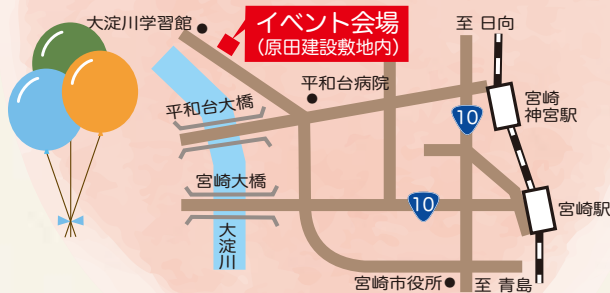 大淀川学習館
イベント会場
(原田建設敷地内)
至 日向
平和台病院
平和台大橋
宮崎
神宮駅
10
宮崎大橋
10
宮崎駅
大淀川
宮崎市役所
至 青島